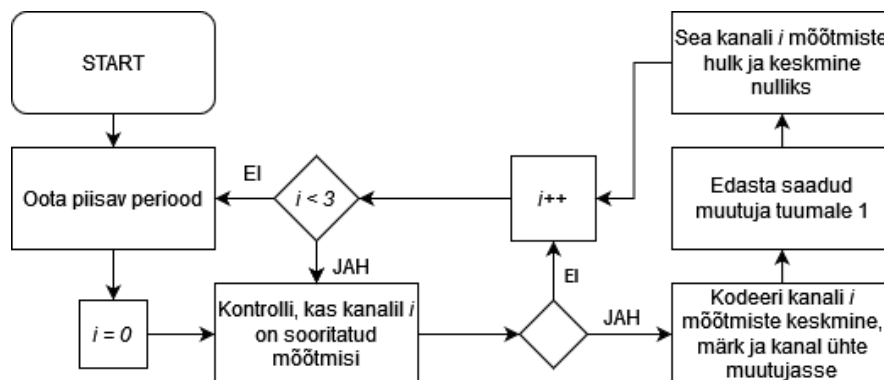 START
Oota piisav periood
i = 0
Kontrolli, kas kanalil i
on sooritatud
mõõtmisi
i < 3
EI
JAH
i++
EI
JAH
Kodeeri kanali i
mõõtmiste keskmine,
märk ja kanal ühte
muutujasse
Edasta saadud
muutuja tuumale 1
Sea kanali i mõõtmiste
hulk ja keskmine
nulliks